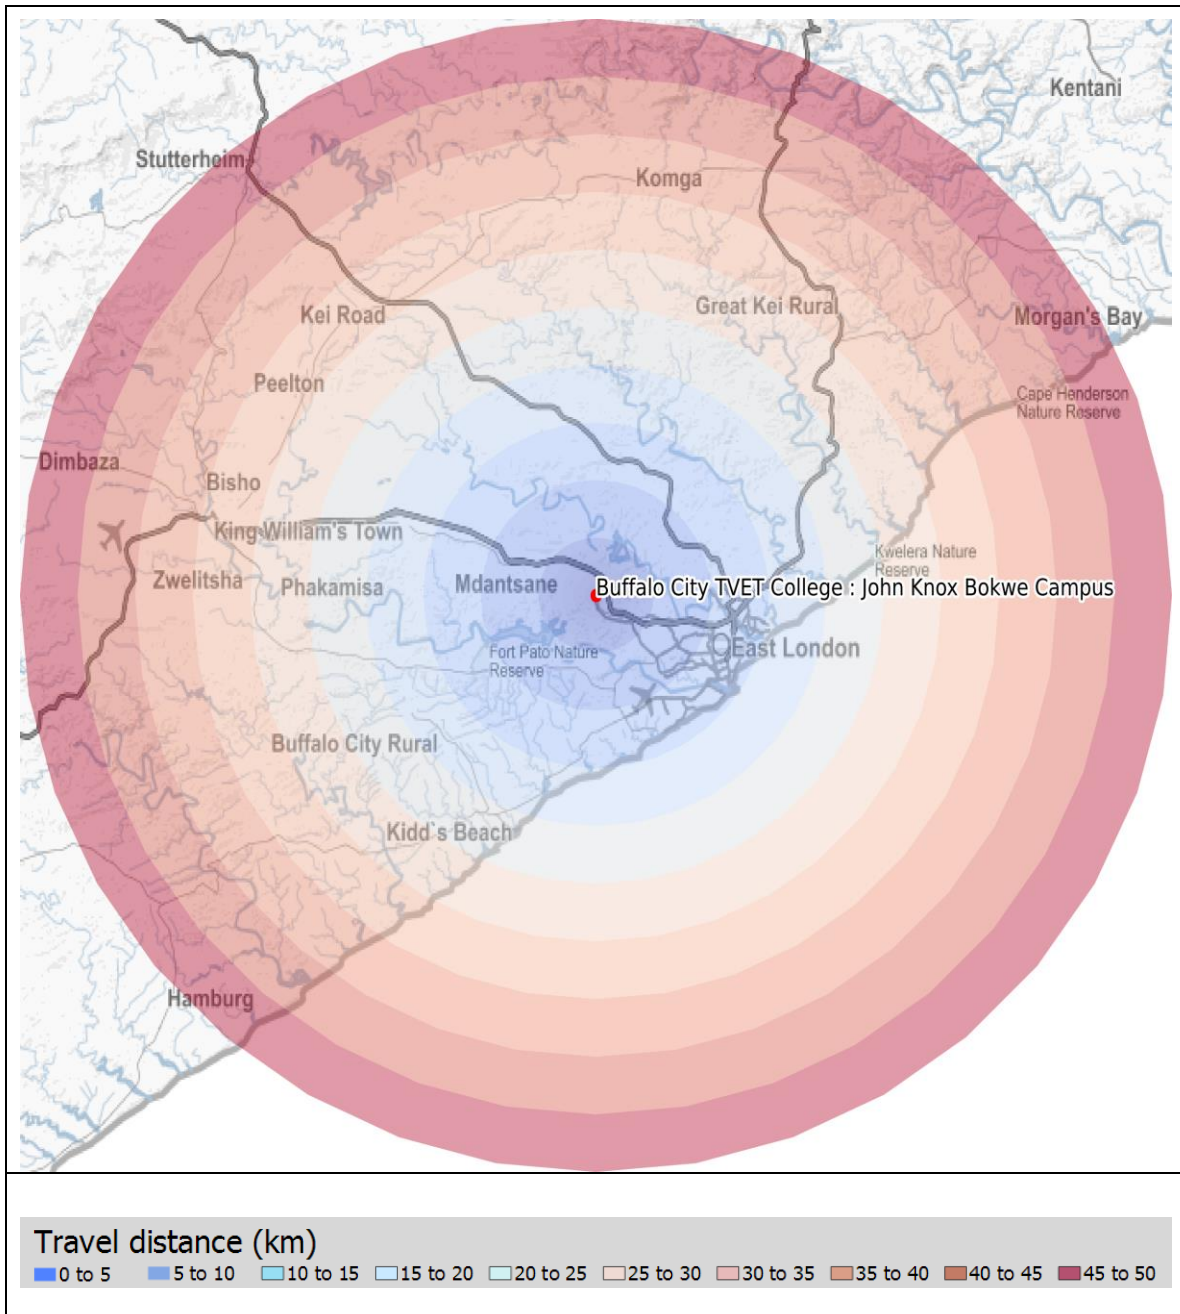 Kentani
Stutterheim
Komga
Great Kei Rural
Kei Road
Morgan's Bay
Peelton
Cape Henderson
Nature Reserve
Dimbaza
Bisho
King William's Town
Kwelera Nature
Reserve
Zwelitsha
Phakamisa
Mdantsane
Buffalo City TVET College : John Knox Bokwe Campus
Fort Pato Nature
Reserve
East London
Buffalo City Rural
Kidd`s Beach
Hamburg
Travel distance (km)
0 to 5 5 to 10 10 to 15 15 to 20 20 to 25 25 to 30 30 to 35 35 to 40 40 to 45 45 to 50